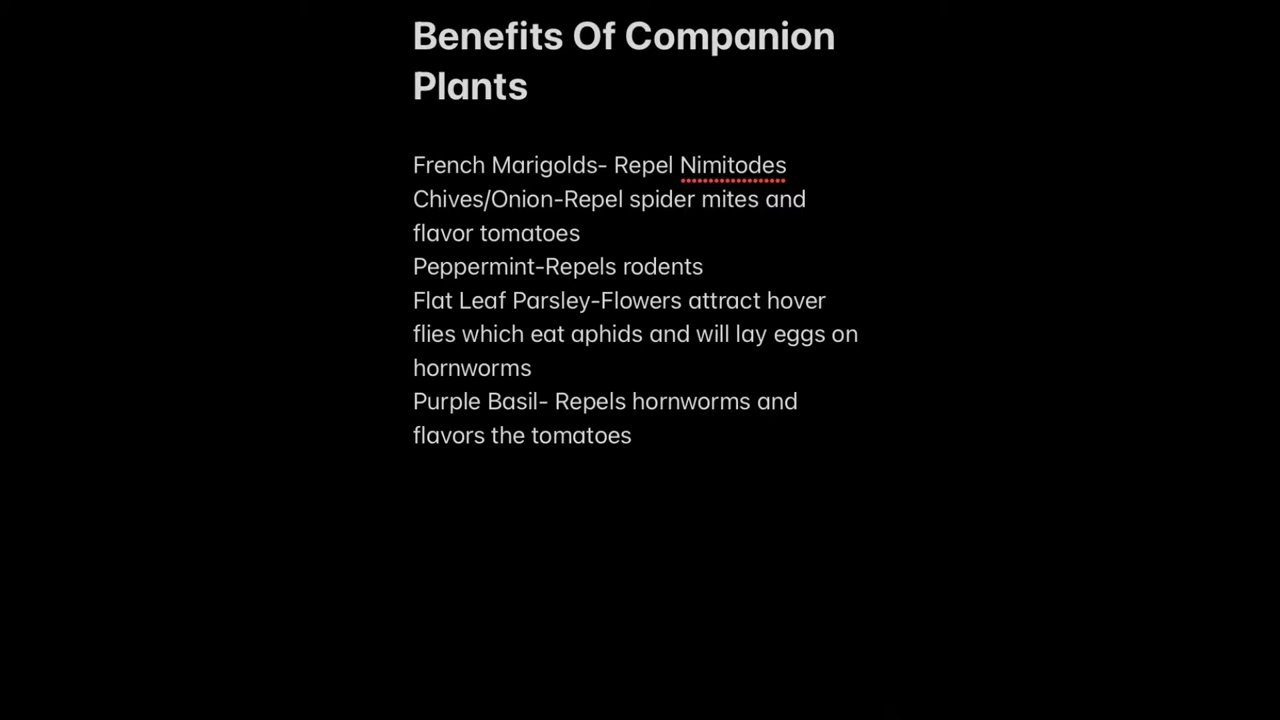 Benefits Of Companion
Plants
French Marigolds- Repel Nimitodes
Chives/Onion-Repel spider mites and
flavor tomatoes
Peppermint-Repels rodents
Flat Leaf Parsley-Flowers attract hover
flies which eat aphids and will lay eggs on
hornworms
Purple Basil- Repels hornworms and
flavors the tomatoes